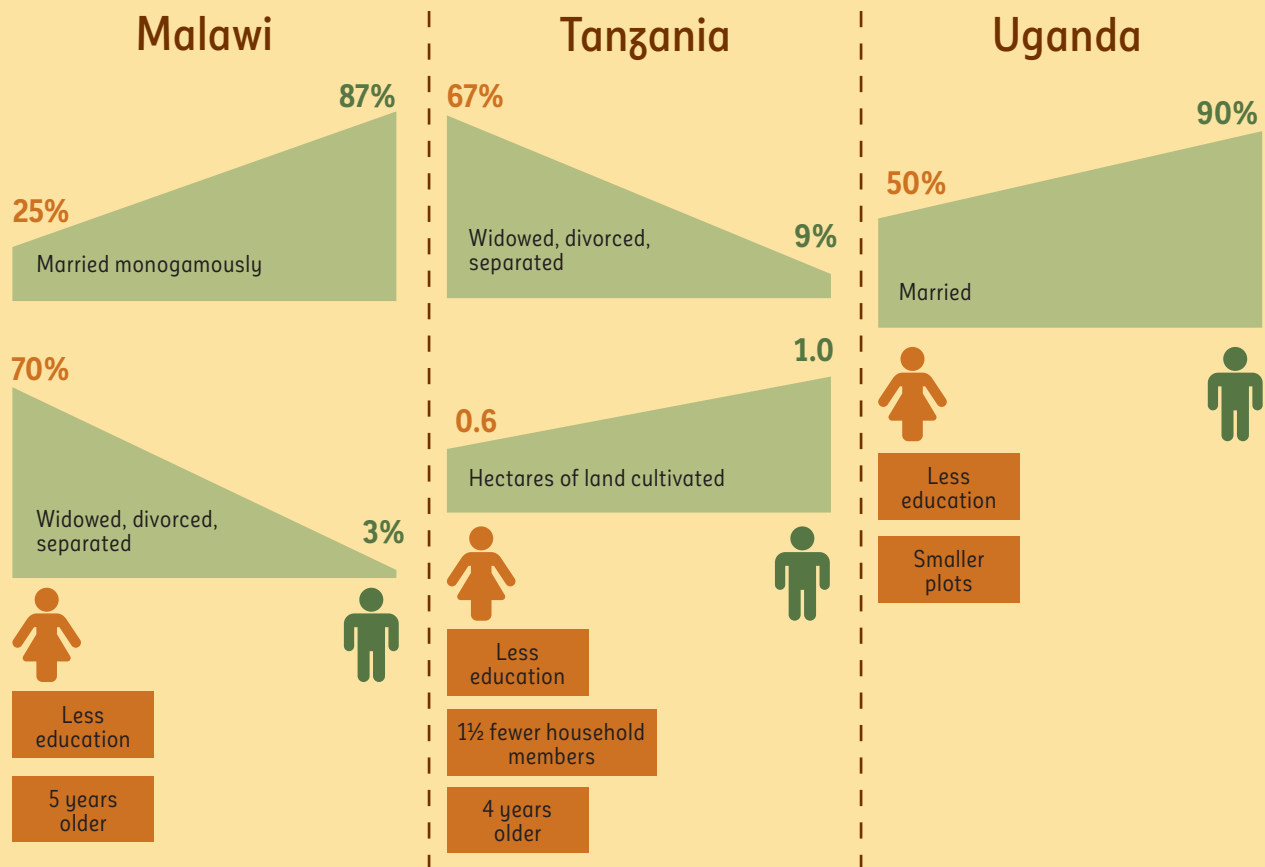 Malawi
87%
25%
Married monogamously
70%
Widowed, divorced,
separated
3%
Less
education
5 years
older
Tanzania
67%
Widowed, divorced,
separated
9%
1.0
0.6
Hectares of land cultivated
Less
education
1½ fewer household
members
4 years
older
Uganda
90%
50%
Married
Less
education
Smaller
plots